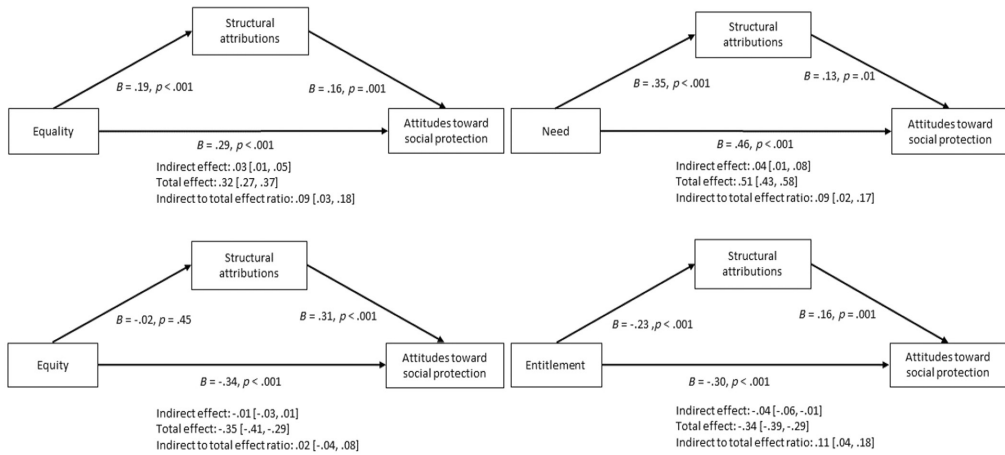 Structural
attributions
B = .19, p < .001
B = .16, p = .001
Equality
Attitudes toward
social protection
B = .29, p < .001
Indirect effect: .03 [.01, .05]
Total effect: .32 [.27, .37]
Indirect to total effect ratio: .09 [.03, .18]
Structural
attributions
B = .35, p < .001
B = .13, p = .01
Need
Attitudes toward
social protection
B = .46, p < .001
Indirect effect: .04 [.01, .08]
Total effect: .51 [.43, .58]
Indirect to total effect ratio: .09 [.02, .17]
Structural
attributions
B = -.02, p = .45
B = .31, p < .001
Equity
Attitudes toward
social protection
B = -.34, p < .001
Indirect effect: -.01 [-.03, .01]
Total effect: -.35 [-.41, -.29]
Indirect to total effect ratio: .02 [-.04, .08]
Structural
attributions
B = -.23 ,p < .001
B = .16, p = .001
Entitlement
Attitudes toward
social protection
B = -.30, p < .001
Indirect effect: -.04 [-.06, -.01]
Total effect: -.34 [-.39, -.29]
Indirect to total effect ratio: .11 [.04, .18]